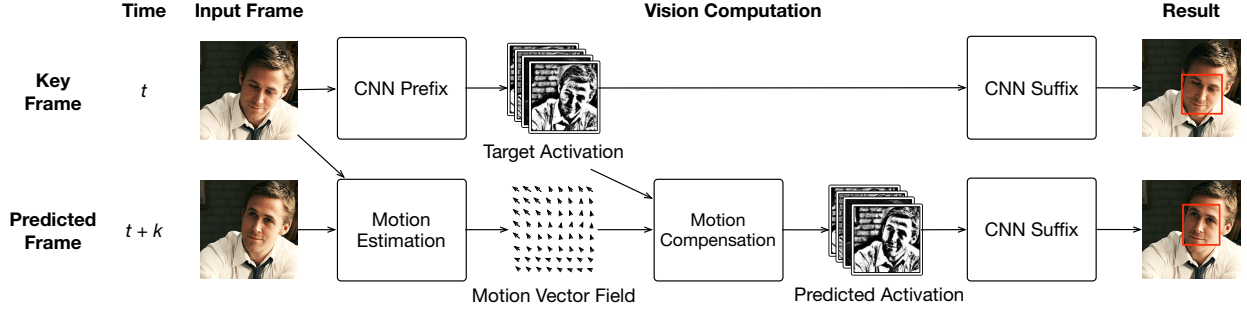 Time
Input Frame
Vision Computation
Result
Key
Frame
t
CNN Prefix
Target Activation
CNN Suffix
Predicted
Frame
t + k
Motion
Estimation
Motion Vector Field
Motion
Compensation
Predicted Activation
CNN Suffix